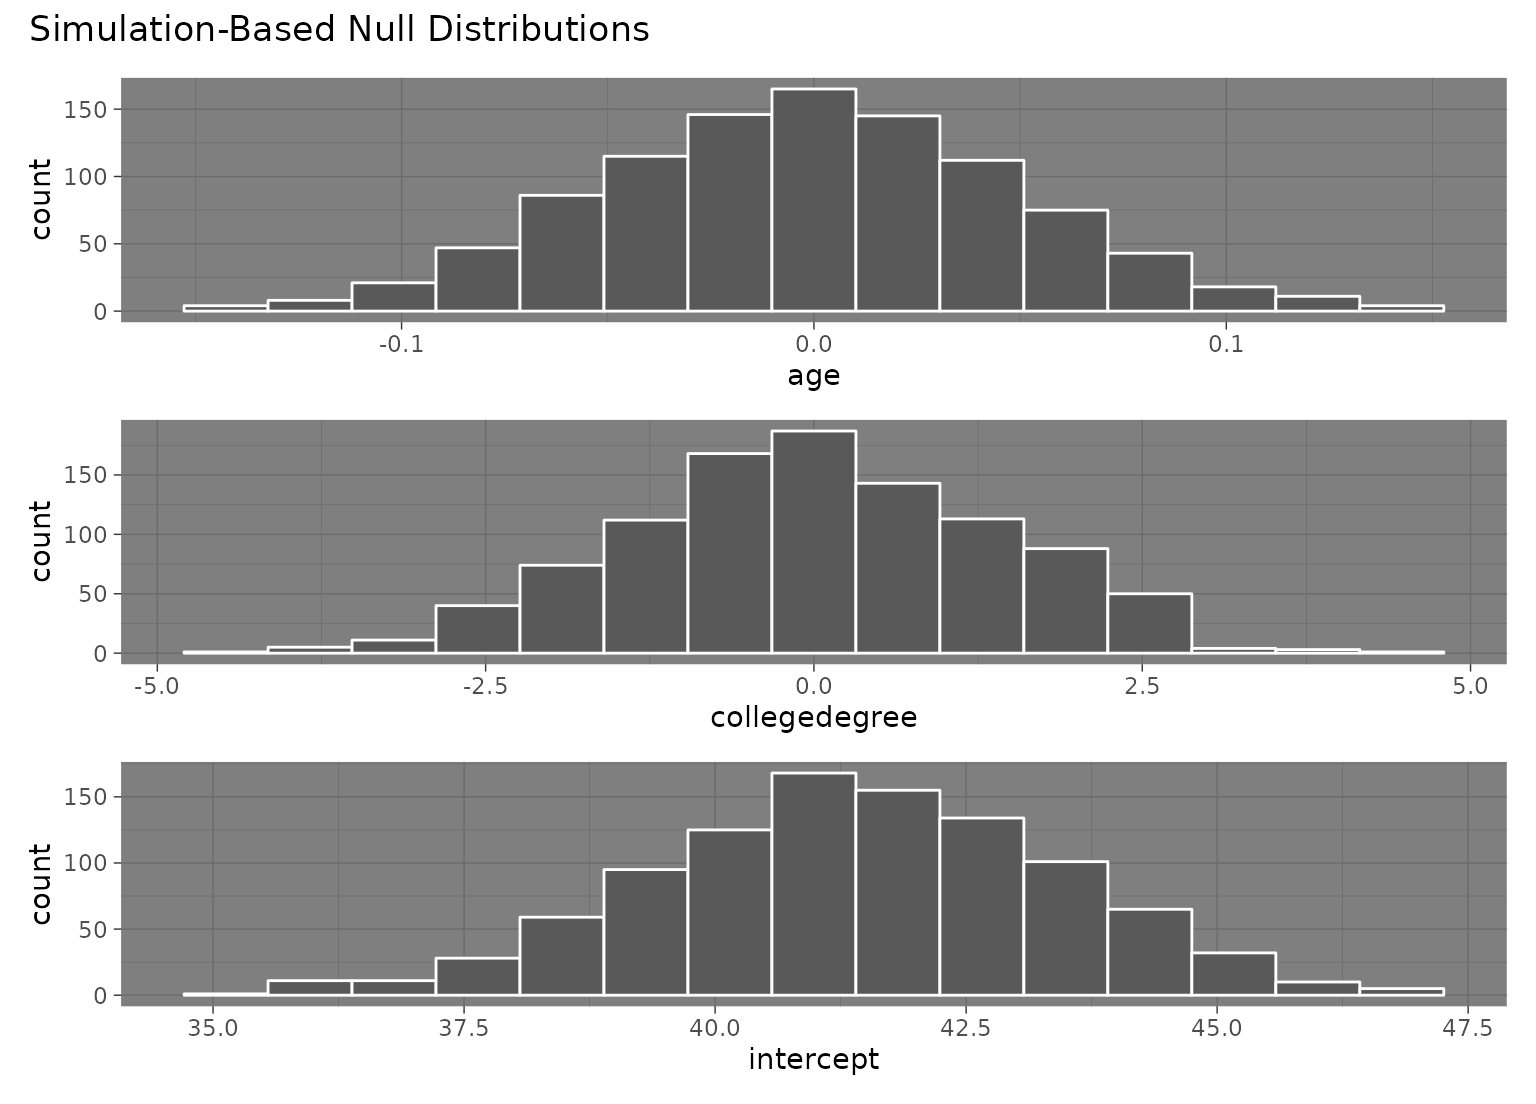 Simulation-Based Null Distributions
150
100
50
0
count
-0.1 0.0 0.1
age
150
100
50
0
count
-5.0 -2.5 0.0 2.5 5.0
collegedegree
150
100
50
0
count
35.0 37.5 40.0 42.5 45.0 47.5
intercept